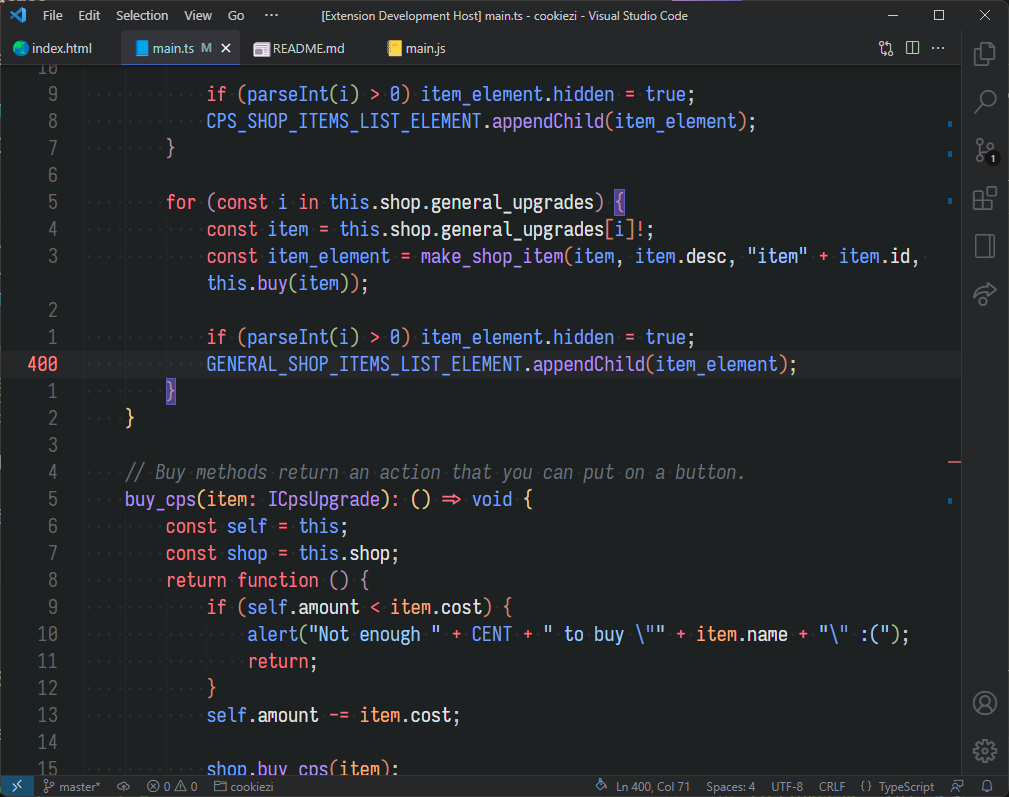 File Edit Selection View Go ··· [Extension Development Host] main.ts - cookiezi - Visual Studio Code
index.html main.ts M README.md main.js
10
9 if (parseInt(i) > 0) item_element.hidden = true;
8 CPS_SHOP_ITEMS_LIST_ELEMENT.appendChild(item_element);
7 }
6
5 for (const i in this.shop.general_upgrades) {
4 const item = this.shop.general_upgrades[i]!;
3 const item_element = make_shop_item(item, item.desc, "item" + item.id,
this.buy(item));
2
1 if (parseInt(i) > 0) item_element.hidden = true;
400 GENERAL_SHOP_ITEMS_LIST_ELEMENT.appendChild(item_element);
1 }
2 }
3
4 // Buy methods return an action that you can put on a button.
5 buy_cps(item: ICpsUpgrade): () => void {
6 const self = this;
7 const shop = this.shop;
8 return function () {
9 if (self.amount < item.cost) {
10 alert("Not enough " + CENT + " to buy \"" + item.name + "\" :(");
11 return;
12 }
13 self.amount -= item.cost;
14
15 shop.buy_cps(item);
1
master* 0 0 cookiezi Ln 400, Col 71 Spaces: 4 UTF-8 CRLF {} TypeScript